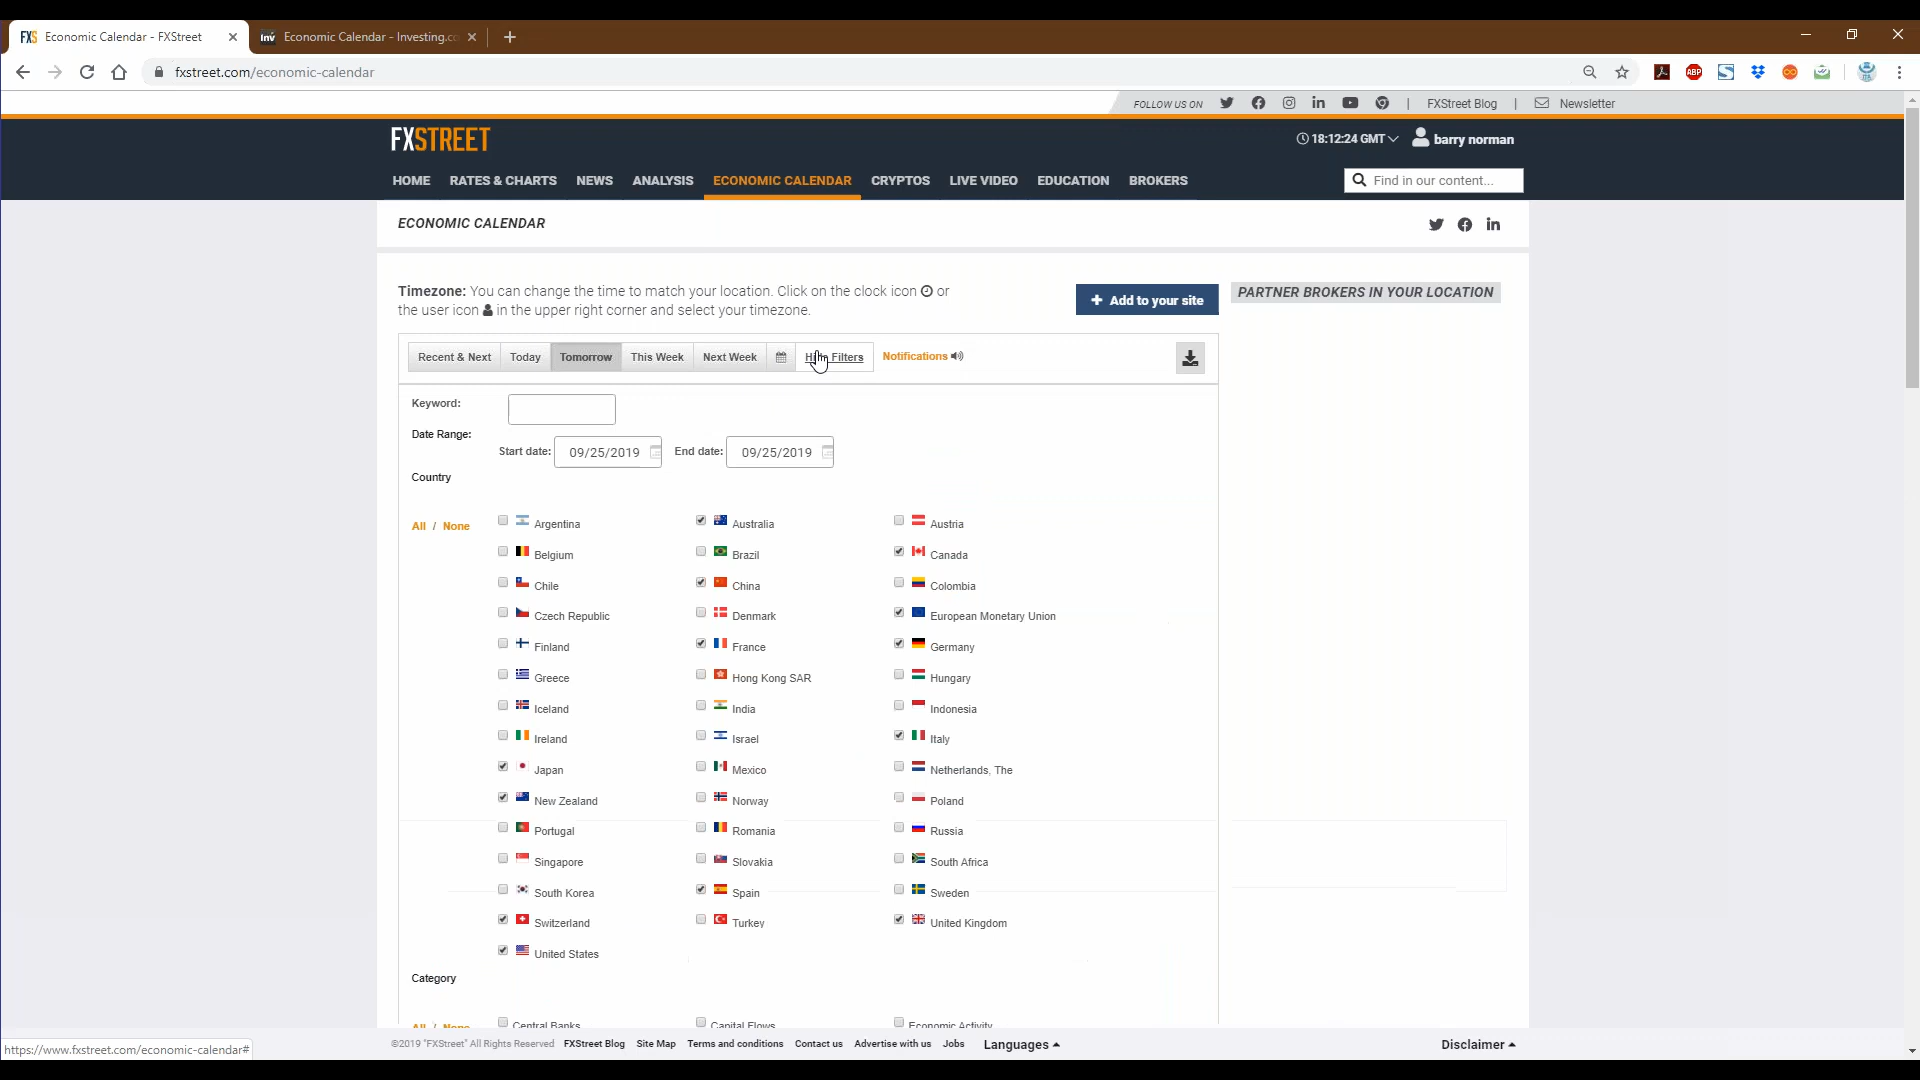 FXS Economic Calendar - FXStreet
inv Economic Calendar - Investing.co
fxstreet.com/economic-calendar
ABP
FOLLOW US ON | FXStreet Blog | Newsletter
FXSTREET
18:12:24 GMT barry norman
HOME RATES & CHARTS NEWS ANALYSIS ECONOMIC CALENDAR CRYPTOS LIVE VIDEO EDUCATION BROKERS
Find in our content...
ECONOMIC CALENDAR
Timezone: You can change the time to match your location. Click on the clock icon or
the user icon in the upper right corner and select your timezone.
+ Add to your site
PARTNER BROKERS IN YOUR LOCATION
Recent & Next Today Tomorrow This Week Next Week Hide Filters Notifications
Keyword:
Date Range:
Start date: 09/25/2019 End date: 09/25/2019
Country
All / None
Argentina Australia Austria
Belgium Brazil Canada
Chile China Colombia
Czech Republic Denmark European Monetary Union
Finland France Germany
Greece Hong Kong SAR Hungary
Iceland India Indonesia
Ireland Israel Italy
Japan Mexico Netherlands, The
New Zealand Norway Poland
Portugal Romania Russia
Singapore Slovakia South Africa
South Korea Spain Sweden
Switzerland Turkey United Kingdom
United States
Category
All / None Central Banks Capital Flows Economic Activity
https://www.fxstreet.com/economic-calendar#
©2019 "FXStreet" All Rights Reserved FXStreet Blog Site Map Terms and conditions Contact us Advertise with us Jobs Languages Disclaimer